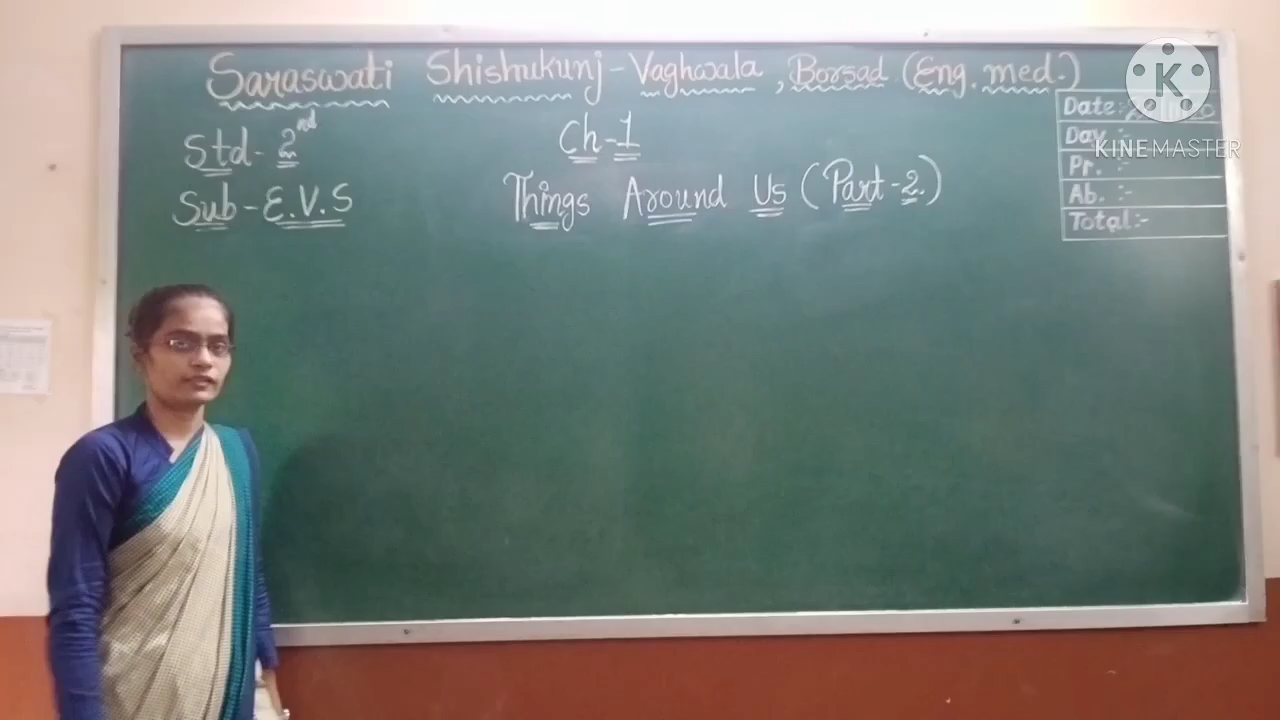 Saraswati Shishukunj - Vaghwala, Borsad (Eng. med.)
Std - 2nd
Sub - E.V.S
Ch - 1
Things Around Us (Part - 2.)
Date:-
Day :-
Pr. :-
Ab. :-
Total:-
K
KINEMASTER